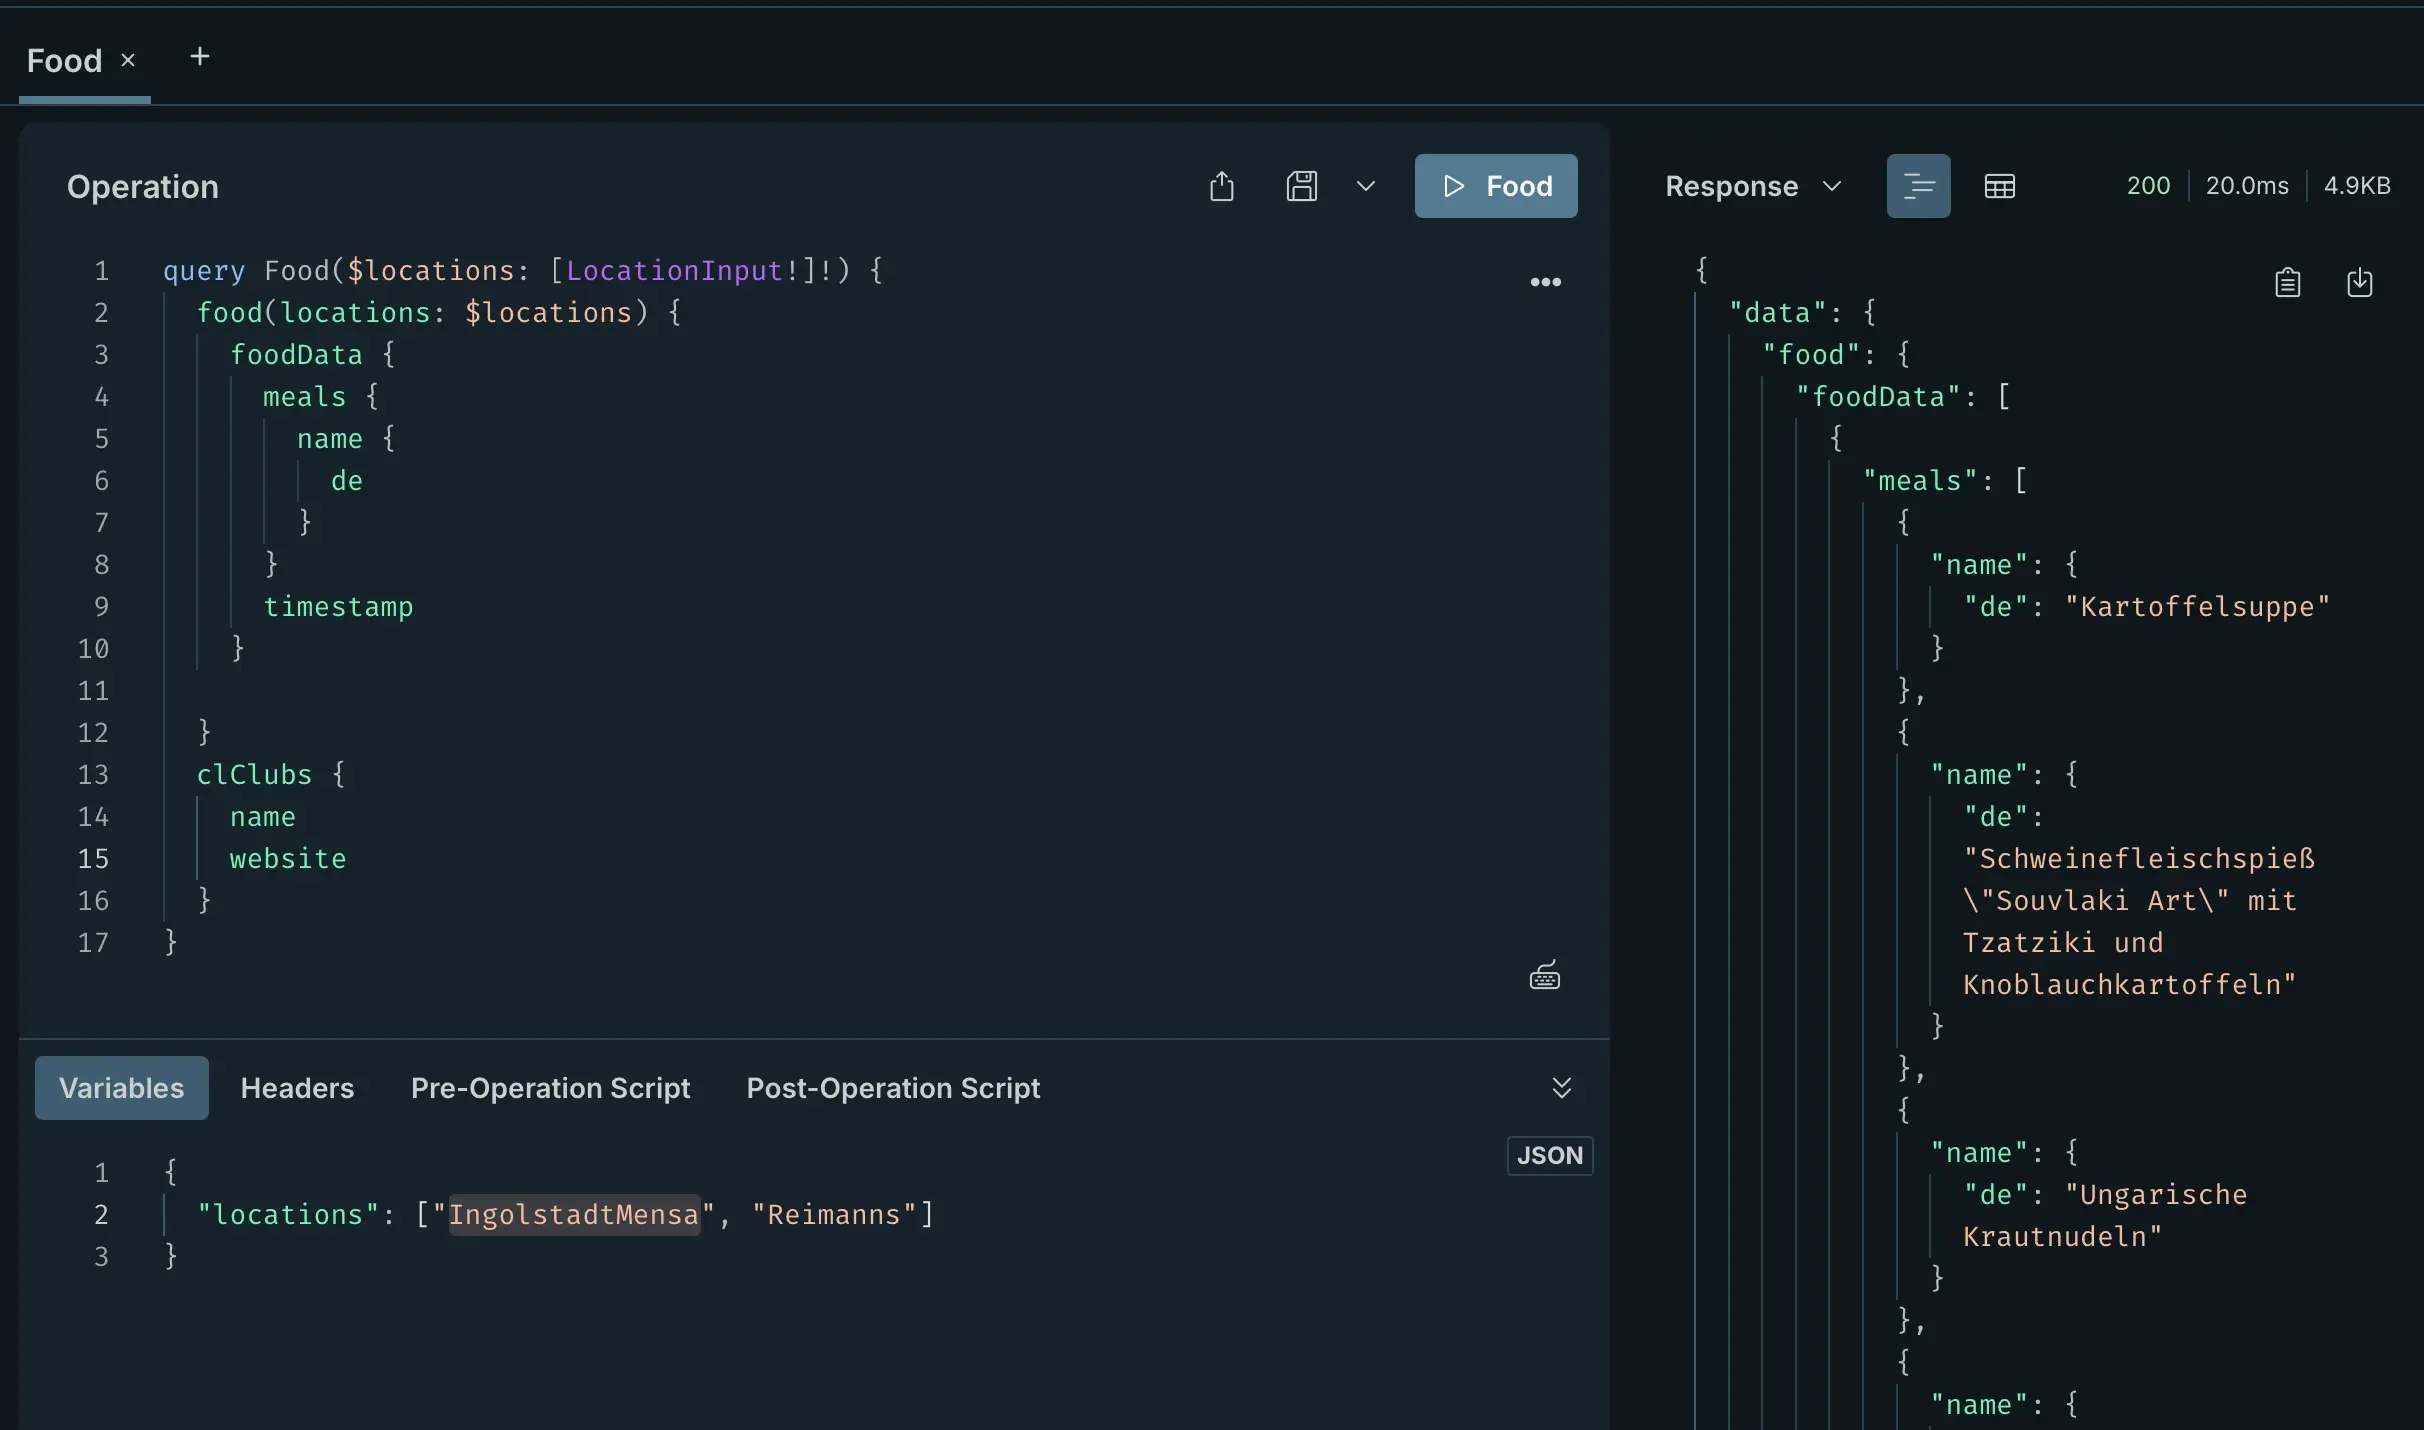 Food × +
Operation
Food
1 query Food($locations: [LocationInput!]!) {
2 food(locations: $locations) {
3 foodData {
4 meals {
5 name {
6 de
7 }
8 }
9 timestamp
10 }
11
12 }
13 clClubs {
14 name
15 website
16 }
17 }
Variables Headers Pre-Operation Script Post-Operation Script
JSON
1 {
2 "locations": ["IngolstadtMensa", "Reimanns"]
3 }
Response 200 20.0ms 4.9KB
{
"data": {
"food": {
"foodData": [
{
"meals": [
{
"name": {
"de": "Kartoffelsuppe"
}
},
{
"name": {
"de":
"Schweinefleischspieß
\"Souvlaki Art\" mit
Tzatziki und
Knoblauchkartoffeln"
}
},
{
"name": {
"de": "Ungarische
Krautnudeln"
}
},
{
"name": {